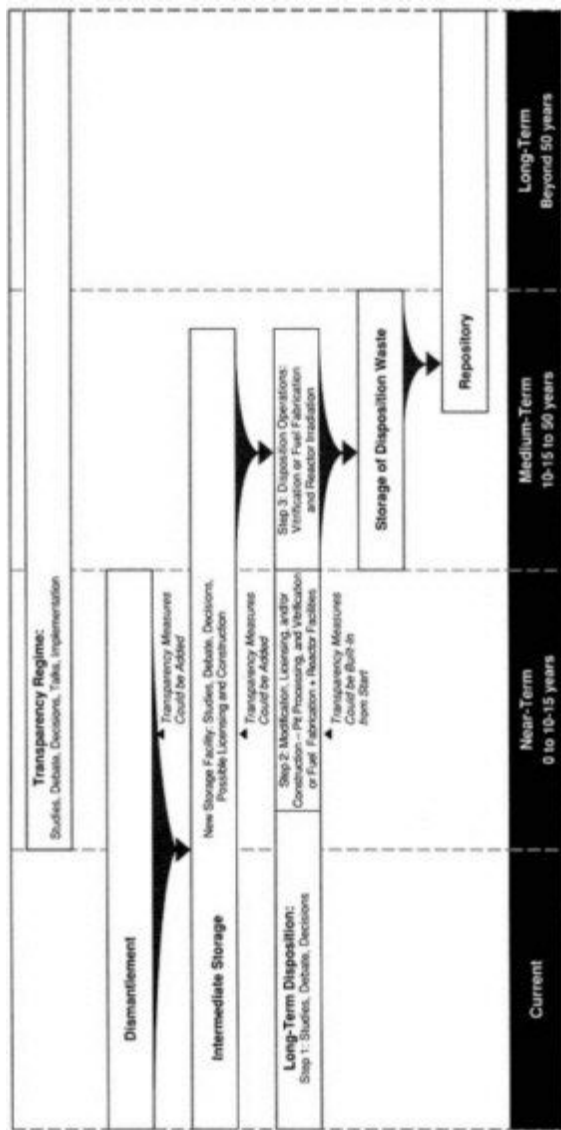 Transparency Regime:
Studies, Debate, Decisions, Talks, Implementation
Dismantlement
Transparency Measures
Could be Added
Intermediate Storage
New Storage Facility: Studies, Debate, Decisions,
Possible Licensing and Construction
Transparency Measures
Could be Added
Long-Term Disposition:
Step 1: Studies, Debate, Decisions
Step 2: Modification, Licensing, and/or
Construction – Pit Processing, and Vitrification
or Fuel Fabrication + Reactor Facilities
Step 3: Disposition Operations:
Vitrification or Fuel Fabrication
and Reactor Irradiation
Transparency Measures
Could be Built-In
from Start
Storage of Disposition Waste
Repository
Current
Near-Term
0 to 10-15 years
Medium-Term
10-15 to 50 years
Long-Term
Beyond 50 years